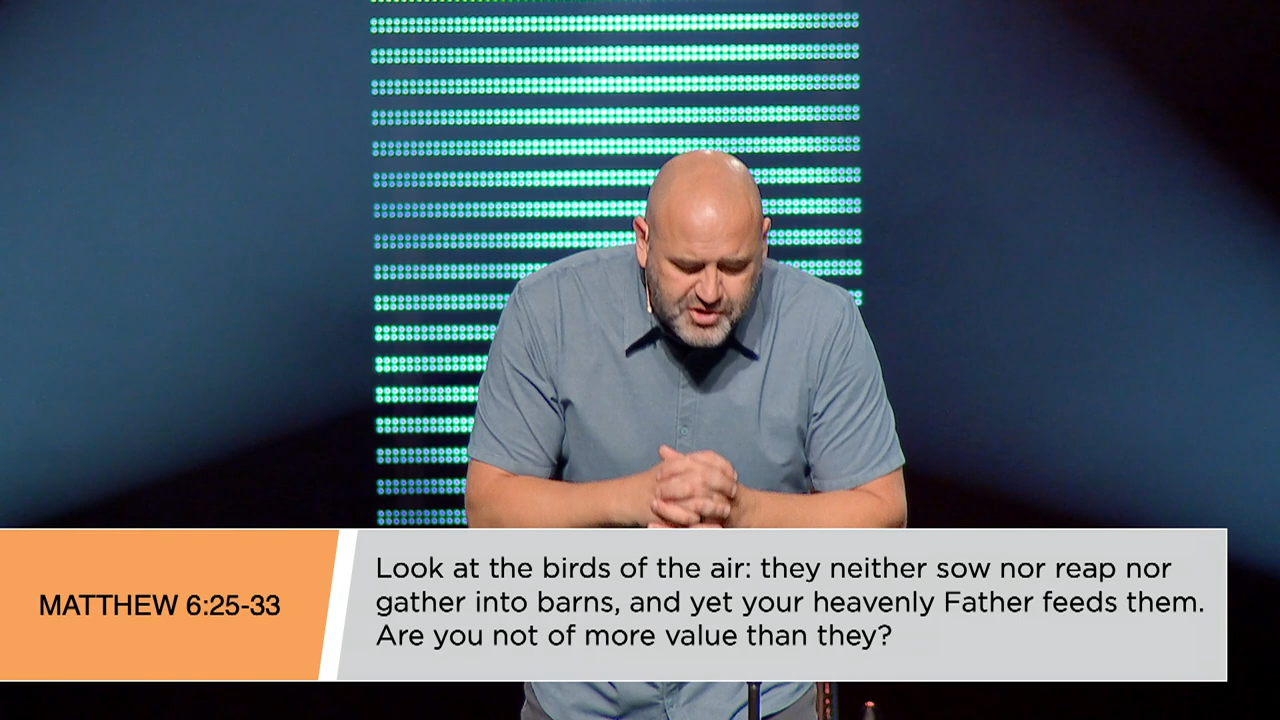 MATTHEW 6:25-33
Look at the birds of the air: they neither sow nor reap nor
gather into barns, and yet your heavenly Father feeds them.
Are you not of more value than they?